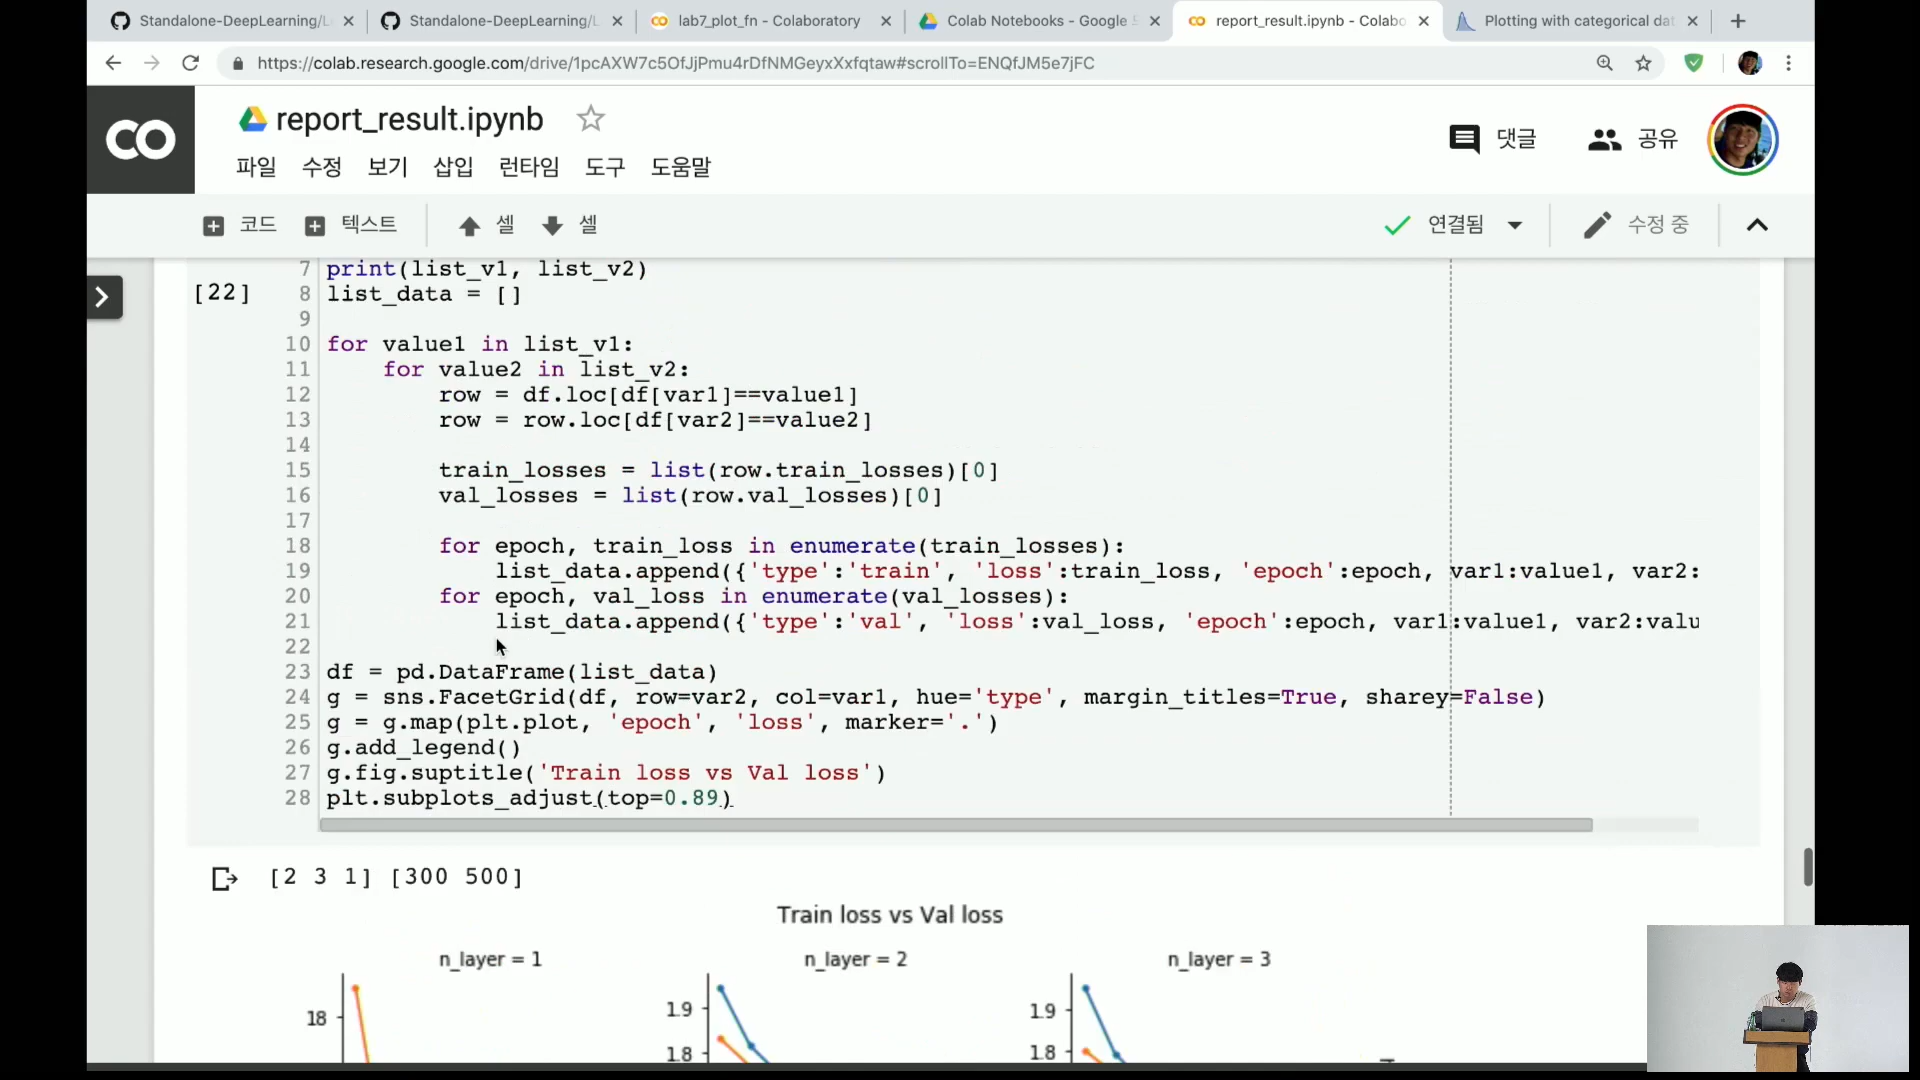 Standalone-DeepLearning/L
Standalone-DeepLearning/L
lab7_plot_fn - Colaboratory
Colab Notebooks - Google
report_result.ipynb - Colabo
Plotting with categorical dat
https://colab.research.google.com/drive/1pcAXW7c5OfJjPmu4rDfNMGeyxXxfqtaw#scrollTo=ENQfJM5e7jFC
CO
report_result.ipynb
댓글
공유
파일 수정 보기 삽입 런타임 도구 도움말
코드 텍스트 셀 셀
연결됨
수정 중
7 print(list_v1, list_v2)
[22]
8 list_data = []
9
10 for value1 in list_v1:
11 for value2 in list_v2:
12 row = df.loc[df[var1]==value1]
13 row = row.loc[df[var2]==value2]
14
15 train_losses = list(row.train_losses)[0]
16 val_losses = list(row.val_losses)[0]
17
18 for epoch, train_loss in enumerate(train_losses):
19 list_data.append({'type':'train', 'loss':train_loss, 'epoch':epoch, var1:value1, var2:
20 for epoch, val_loss in enumerate(val_losses):
21 list_data.append({'type':'val', 'loss':val_loss, 'epoch':epoch, var1:value1, var2:valu
22
23 df = pd.DataFrame(list_data)
24 g = sns.FacetGrid(df, row=var2, col=var1, hue='type', margin_titles=True, sharey=False)
25 g = g.map(plt.plot, 'epoch', 'loss', marker='.')
26 g.add_legend()
27 g.fig.suptitle('Train loss vs Val loss')
28 plt.subplots_adjust(top=0.89)
[2 3 1] [300 500]
Train loss vs Val loss
n_layer = 1
n_layer = 2
n_layer = 3
18
1.9
1.8
1.9
1.8